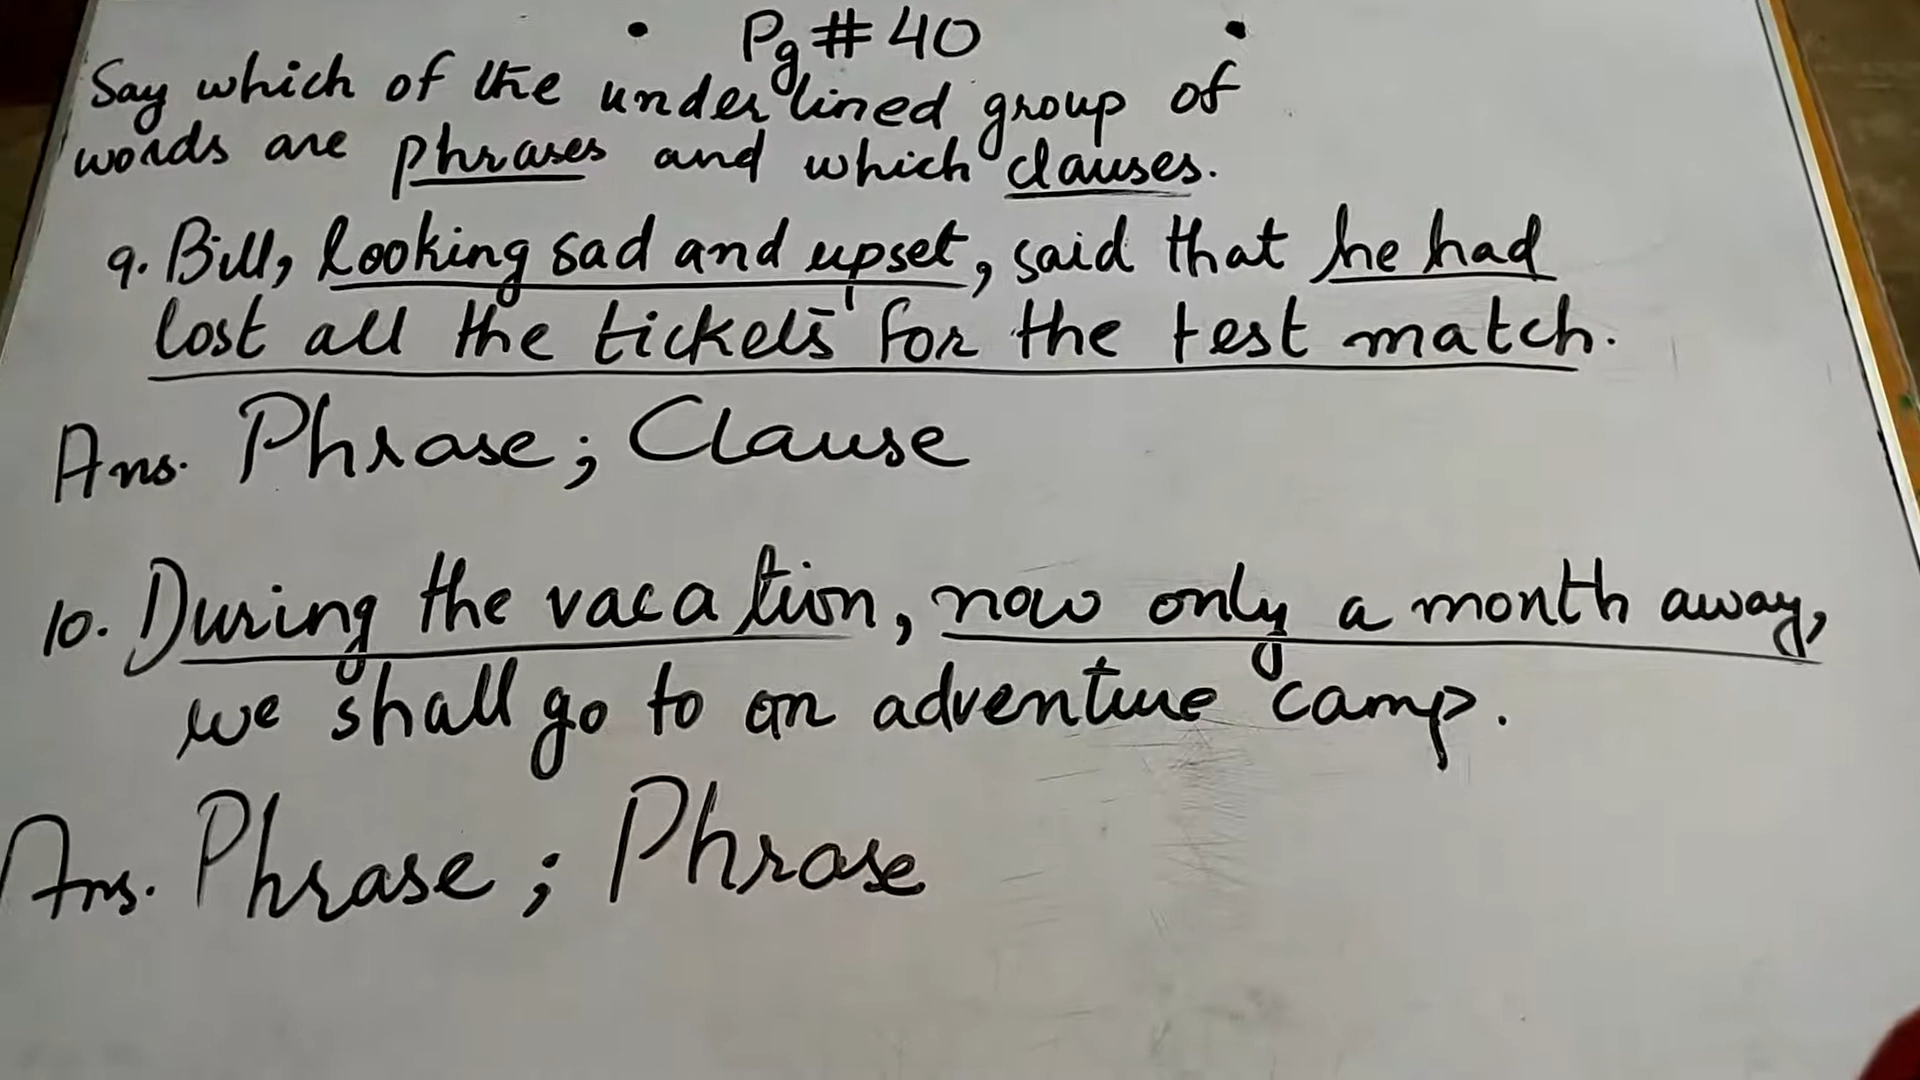 Pg # 40
Say which of the underlined group of
words are phrases and which clauses.
9. Bill, looking sad and upset, said that he had
lost all the tickets for the test match.
Ans. Phrase; Clause
10. During the vacation, now only a month away,
we shall go to an adventure camp.
Ans. Phrase; Phrase